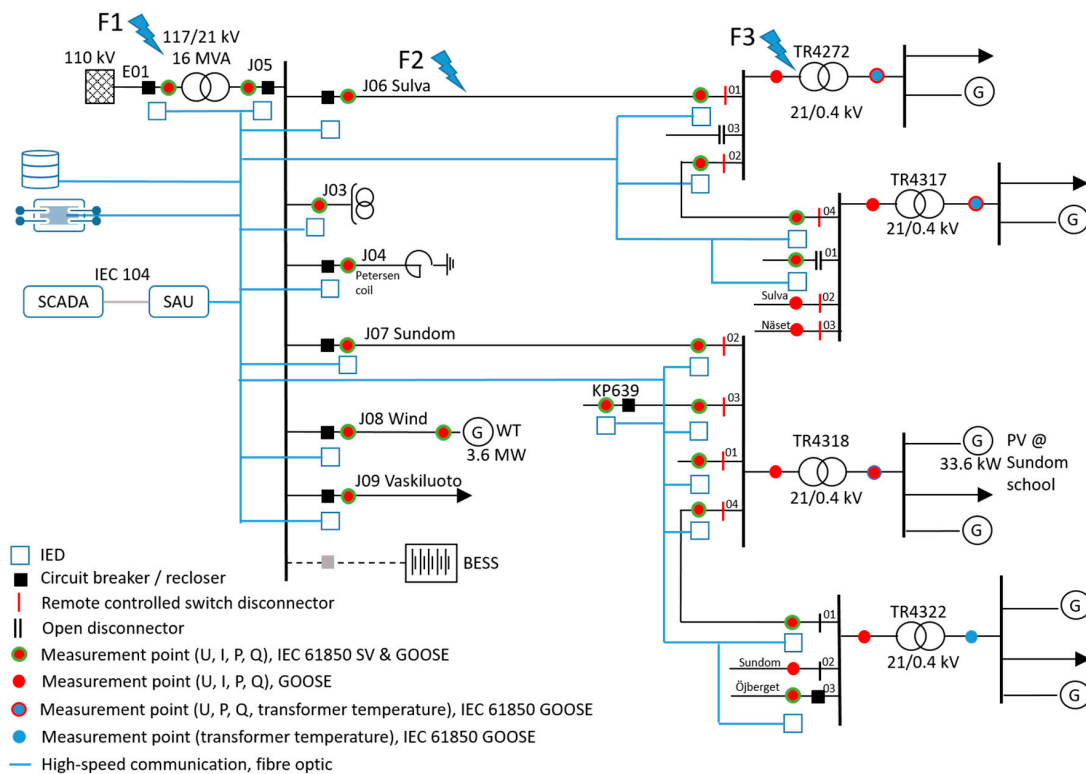 F1
117/21 kV
16 MVA
110 kV
E01
J05
F2
J06 Sulva
F3
TR4272
01
03
02
21/0.4 kV
G
J03
TR4317
04
01
21/0.4 kV
G
J04
Petersen
coil
IEC 104
SCADA
SAU
Sulva
02
Näset
03
J07 Sundom
02
KP639
03
J08 Wind
G
WT
3.6 MW
01
TR4318
21/0.4 kV
G
33.6 kW
PV @
Sundom
school
G
J09 Vaskiluoto
04
BESS
TR4322
01
Sundom
02
Öjberget
03
21/0.4 kV
G
G
IED
Circuit breaker / recloser
Remote controlled switch disconnector
Open disconnector
Measurement point (U, I, P, Q), IEC 61850 SV & GOOSE
Measurement point (U, I, P, Q), GOOSE
Measurement point (U, P, Q, transformer temperature), IEC 61850 GOOSE
Measurement point (transformer temperature), IEC 61850 GOOSE
High-speed communication, fibre optic